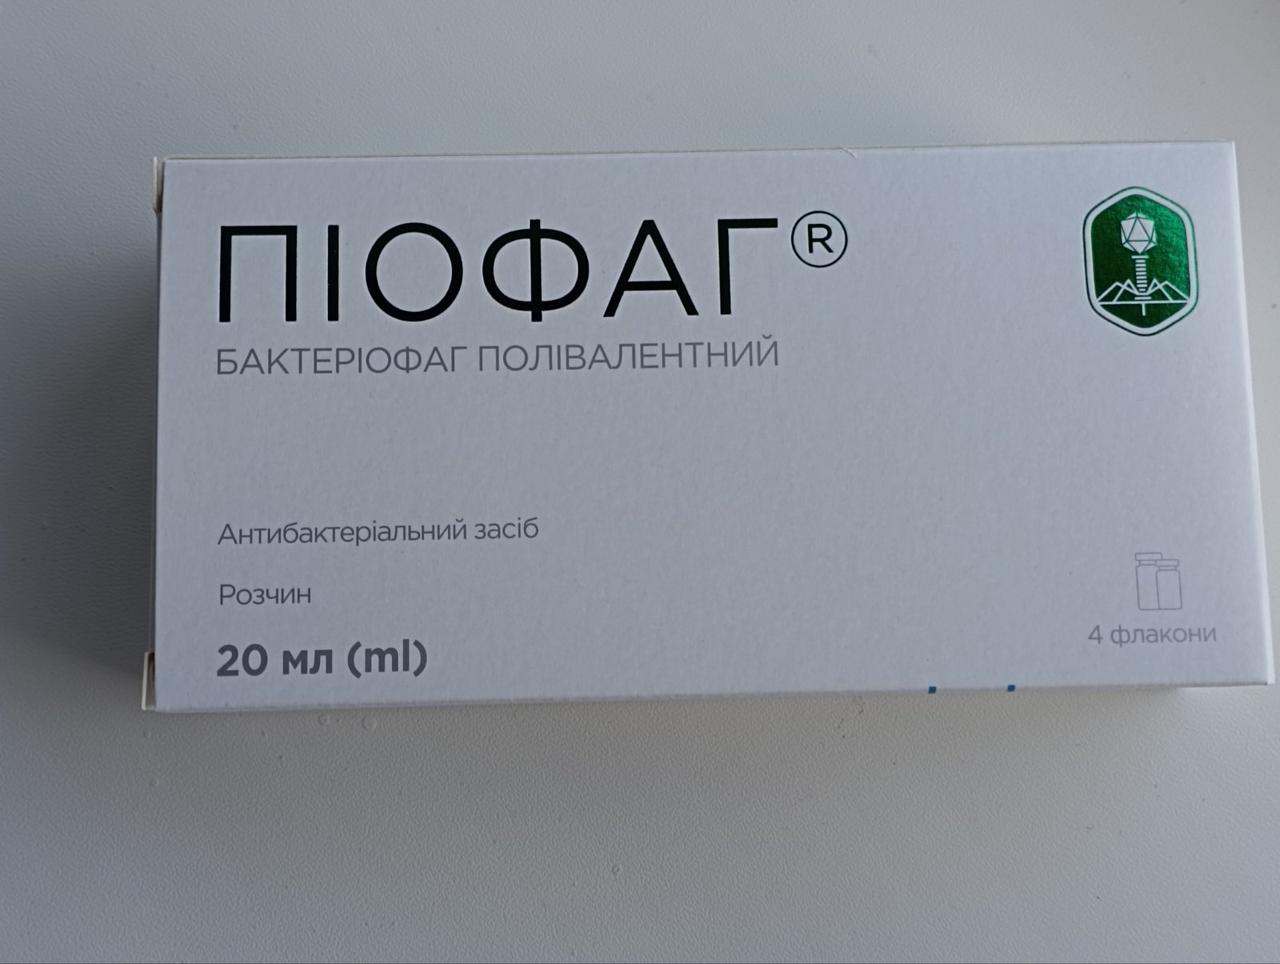 ПІОФАГ®
БАКТЕРІОФАГ ПОЛІВАЛЕНТНИЙ
Антибактеріальний засіб
Розчин
20 мл (ml)
4 флакони